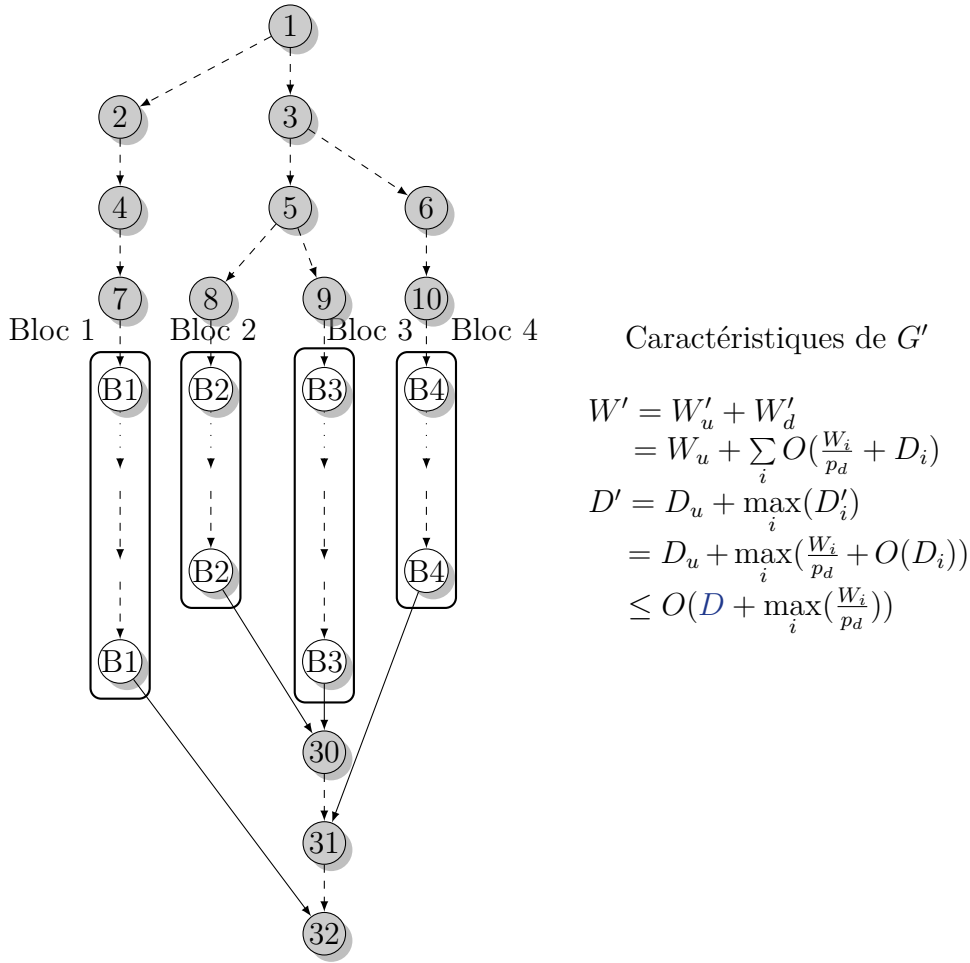 1
2 3
4 5 6
7 8 9 10
Bloc 1 Bloc 2 Bloc 3 Bloc 4
B1 B2 B3 B4
B2 B4
B1 B3
30
31
32
Caractéristiques de G′
W′ = W′_u + W′_d
= W_u + ∑_i O(W_i/p_d + D_i)
D′ = D_u + max_i(D′_i)
= D_u + max_i(W_i/p_d + O(D_i))
≤ O(D + max_i(W_i/p_d))